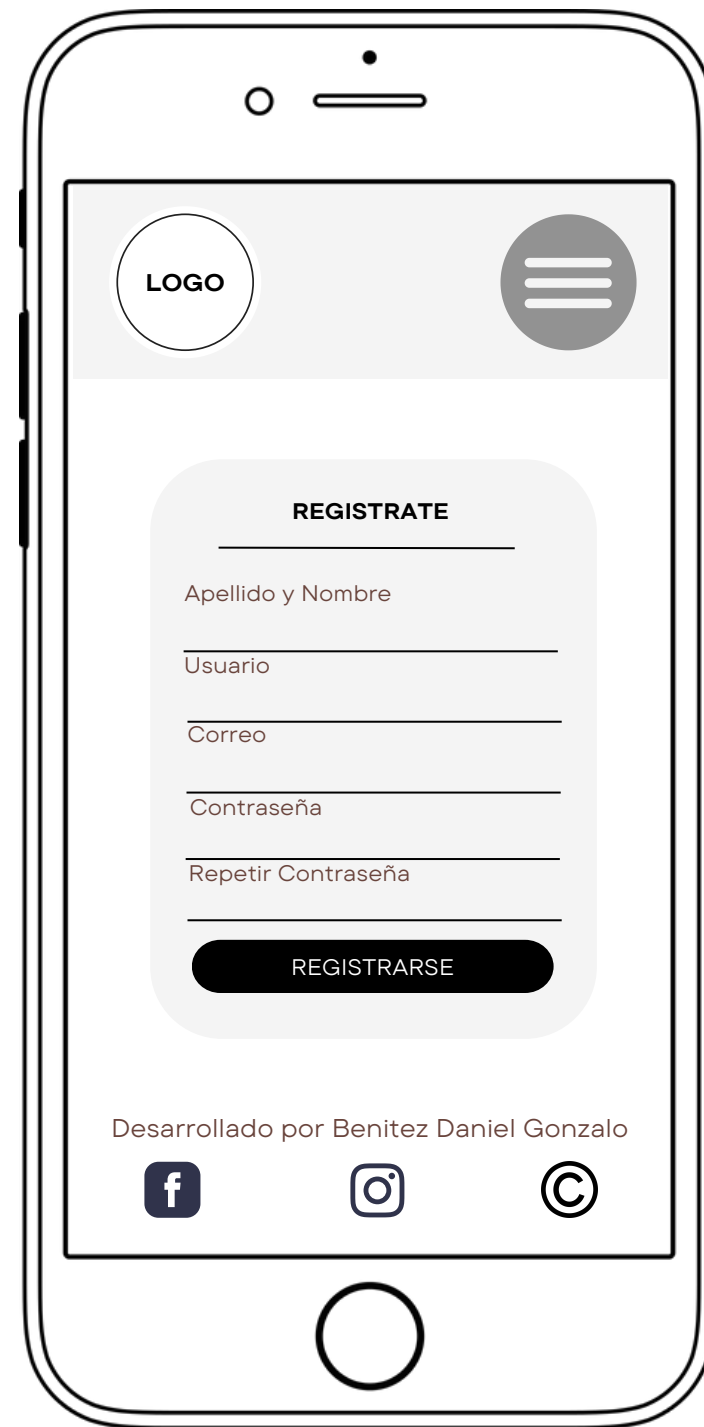 LOGO
REGISTRATE
Apellido y Nombre
Usuario
Correo
Contraseña
Repetir Contraseña
REGISTRARSE
Desarrollado por Benitez Daniel Gonzalo
f
©